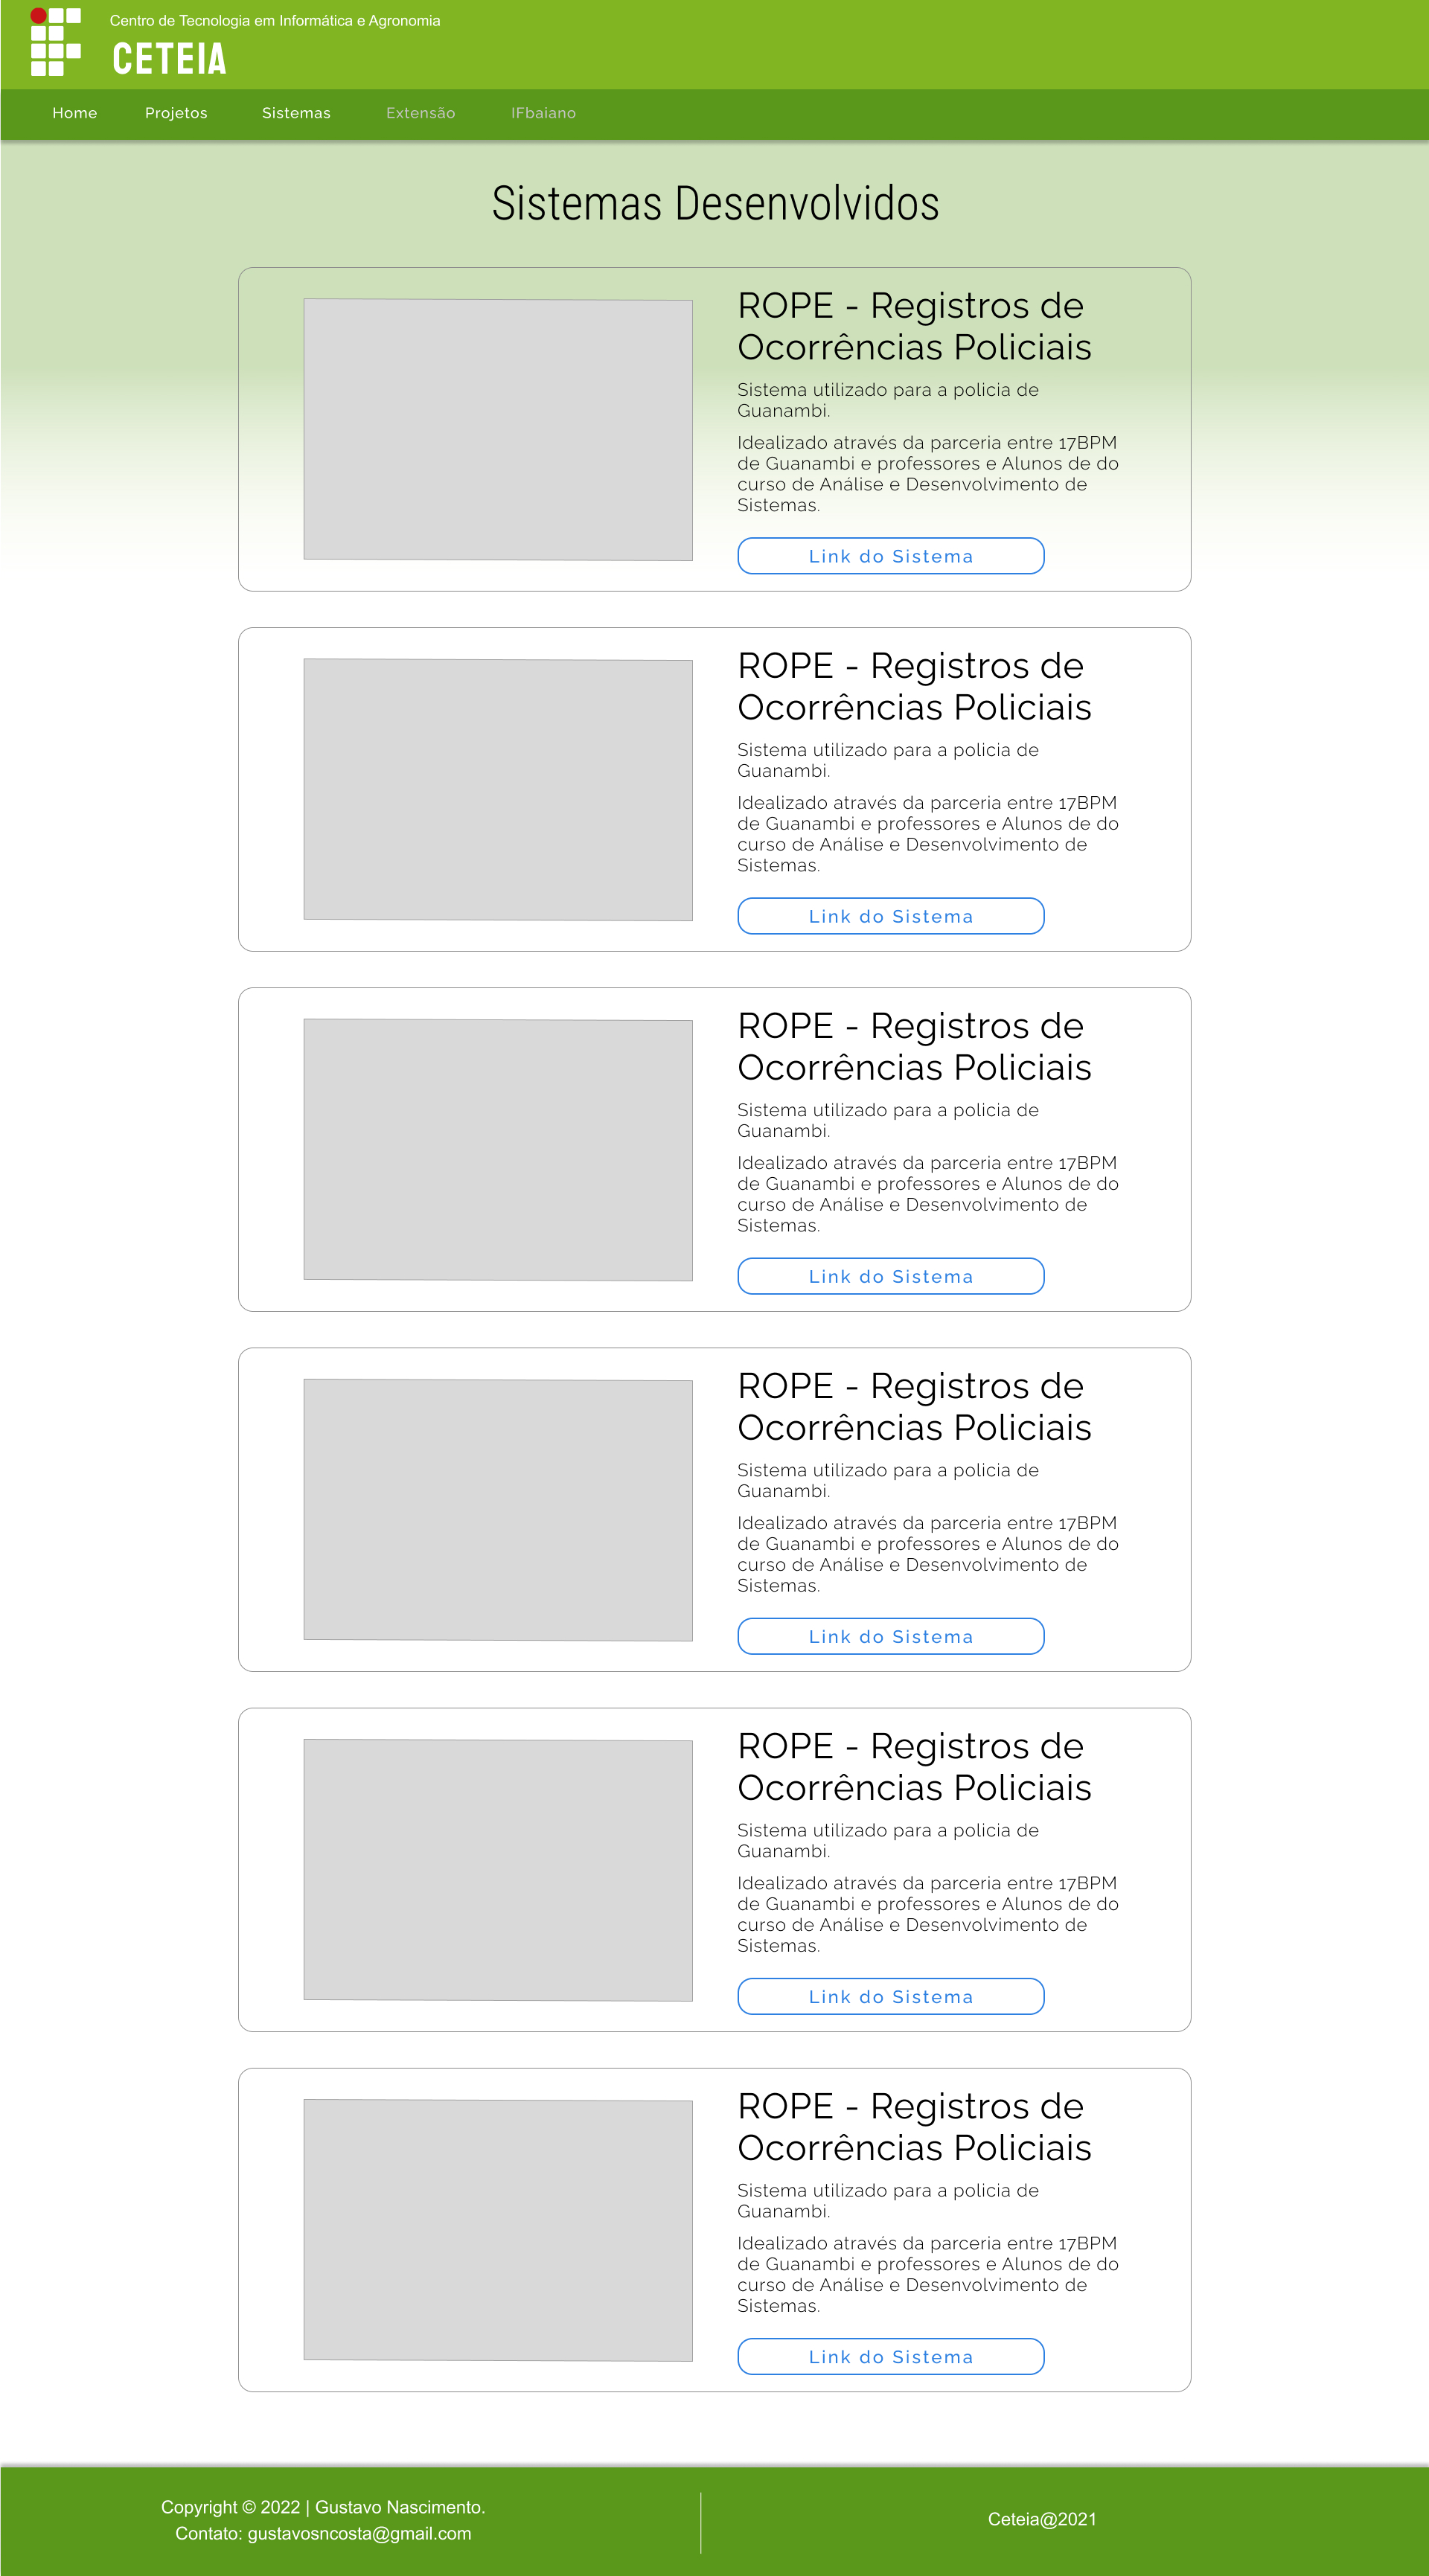 Centro de Tecnologia em Informática e Agronomia
CETEIA
Home Projetos Sistemas Extensão IFbaiano
Sistemas Desenvolvidos
ROPE - Registros de
Ocorrências Policiais
Sistema utilizado para a policia de
Guanambi.
Idealizado através da parceria entre 17BPM
de Guanambi e professores e Alunos de do
curso de Análise e Desenvolvimento de
Sistemas.
Link do Sistema
ROPE - Registros de
Ocorrências Policiais
Sistema utilizado para a policia de
Guanambi.
Idealizado através da parceria entre 17BPM
de Guanambi e professores e Alunos de do
curso de Análise e Desenvolvimento de
Sistemas.
Link do Sistema
ROPE - Registros de
Ocorrências Policiais
Sistema utilizado para a policia de
Guanambi.
Idealizado através da parceria entre 17BPM
de Guanambi e professores e Alunos de do
curso de Análise e Desenvolvimento de
Sistemas.
Link do Sistema
ROPE - Registros de
Ocorrências Policiais
Sistema utilizado para a policia de
Guanambi.
Idealizado através da parceria entre 17BPM
de Guanambi e professores e Alunos de do
curso de Análise e Desenvolvimento de
Sistemas.
Link do Sistema
ROPE - Registros de
Ocorrências Policiais
Sistema utilizado para a policia de
Guanambi.
Idealizado através da parceria entre 17BPM
de Guanambi e professores e Alunos de do
curso de Análise e Desenvolvimento de
Sistemas.
Link do Sistema
ROPE - Registros de
Ocorrências Policiais
Sistema utilizado para a policia de
Guanambi.
Idealizado através da parceria entre 17BPM
de Guanambi e professores e Alunos de do
curso de Análise e Desenvolvimento de
Sistemas.
Link do Sistema
Copyright © 2022 | Gustavo Nascimento.
Contato: gustavosncosta@gmail.com
Ceteia@2021